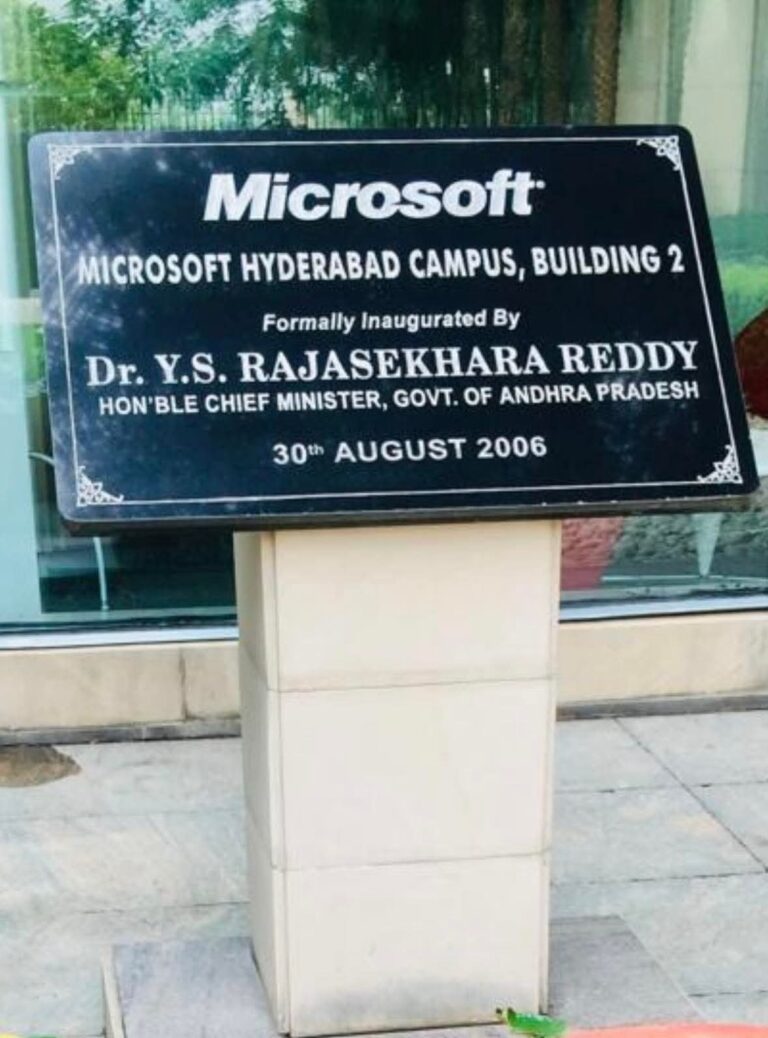 Microsoft
MICROSOFT HYDERABAD CAMPUS, BUILDING 2
Formally Inaugurated By
Dr. Y.S. RAJASEKHARA REDDY
HON'BLE CHIEF MINISTER, GOVT. OF ANDHRA PRADESH
30th AUGUST 2006